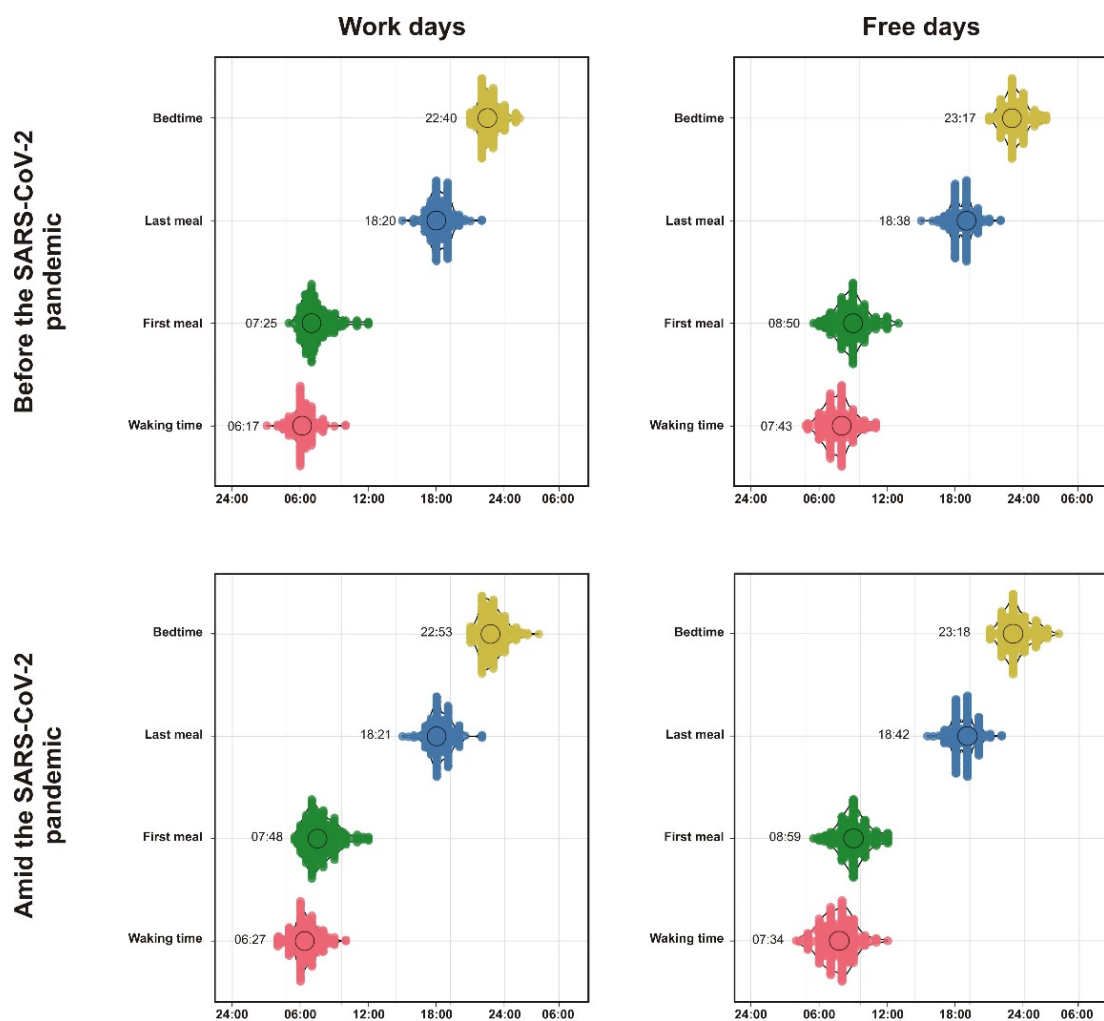 Work days
Free days
Before the SARS-CoV-2
pandemic
Bedtime
22:40
Last meal
18:20
First meal
07:25
Waking time
06:17
24:00 06:00 12:00 18:00 24:00 06:00
Bedtime
23:17
Last meal
18:38
First meal
08:50
Waking time
07:43
24:00 06:00 12:00 18:00 24:00 06:00
Amid the SARS-CoV-2
pandemic
Bedtime
22:53
Last meal
18:21
First meal
07:48
Waking time
06:27
24:00 06:00 12:00 18:00 24:00 06:00
Bedtime
23:18
Last meal
18:42
First meal
08:59
Waking time
07:34
24:00 06:00 12:00 18:00 24:00 06:00